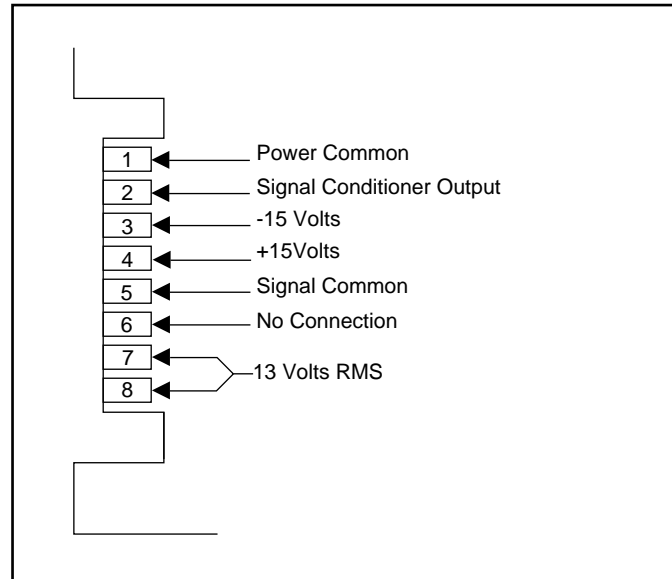 1 Power Common
2 Signal Conditioner Output
3 -15 Volts
4 +15Volts
5 Signal Common
6 No Connection
7
13 Volts RMS
8